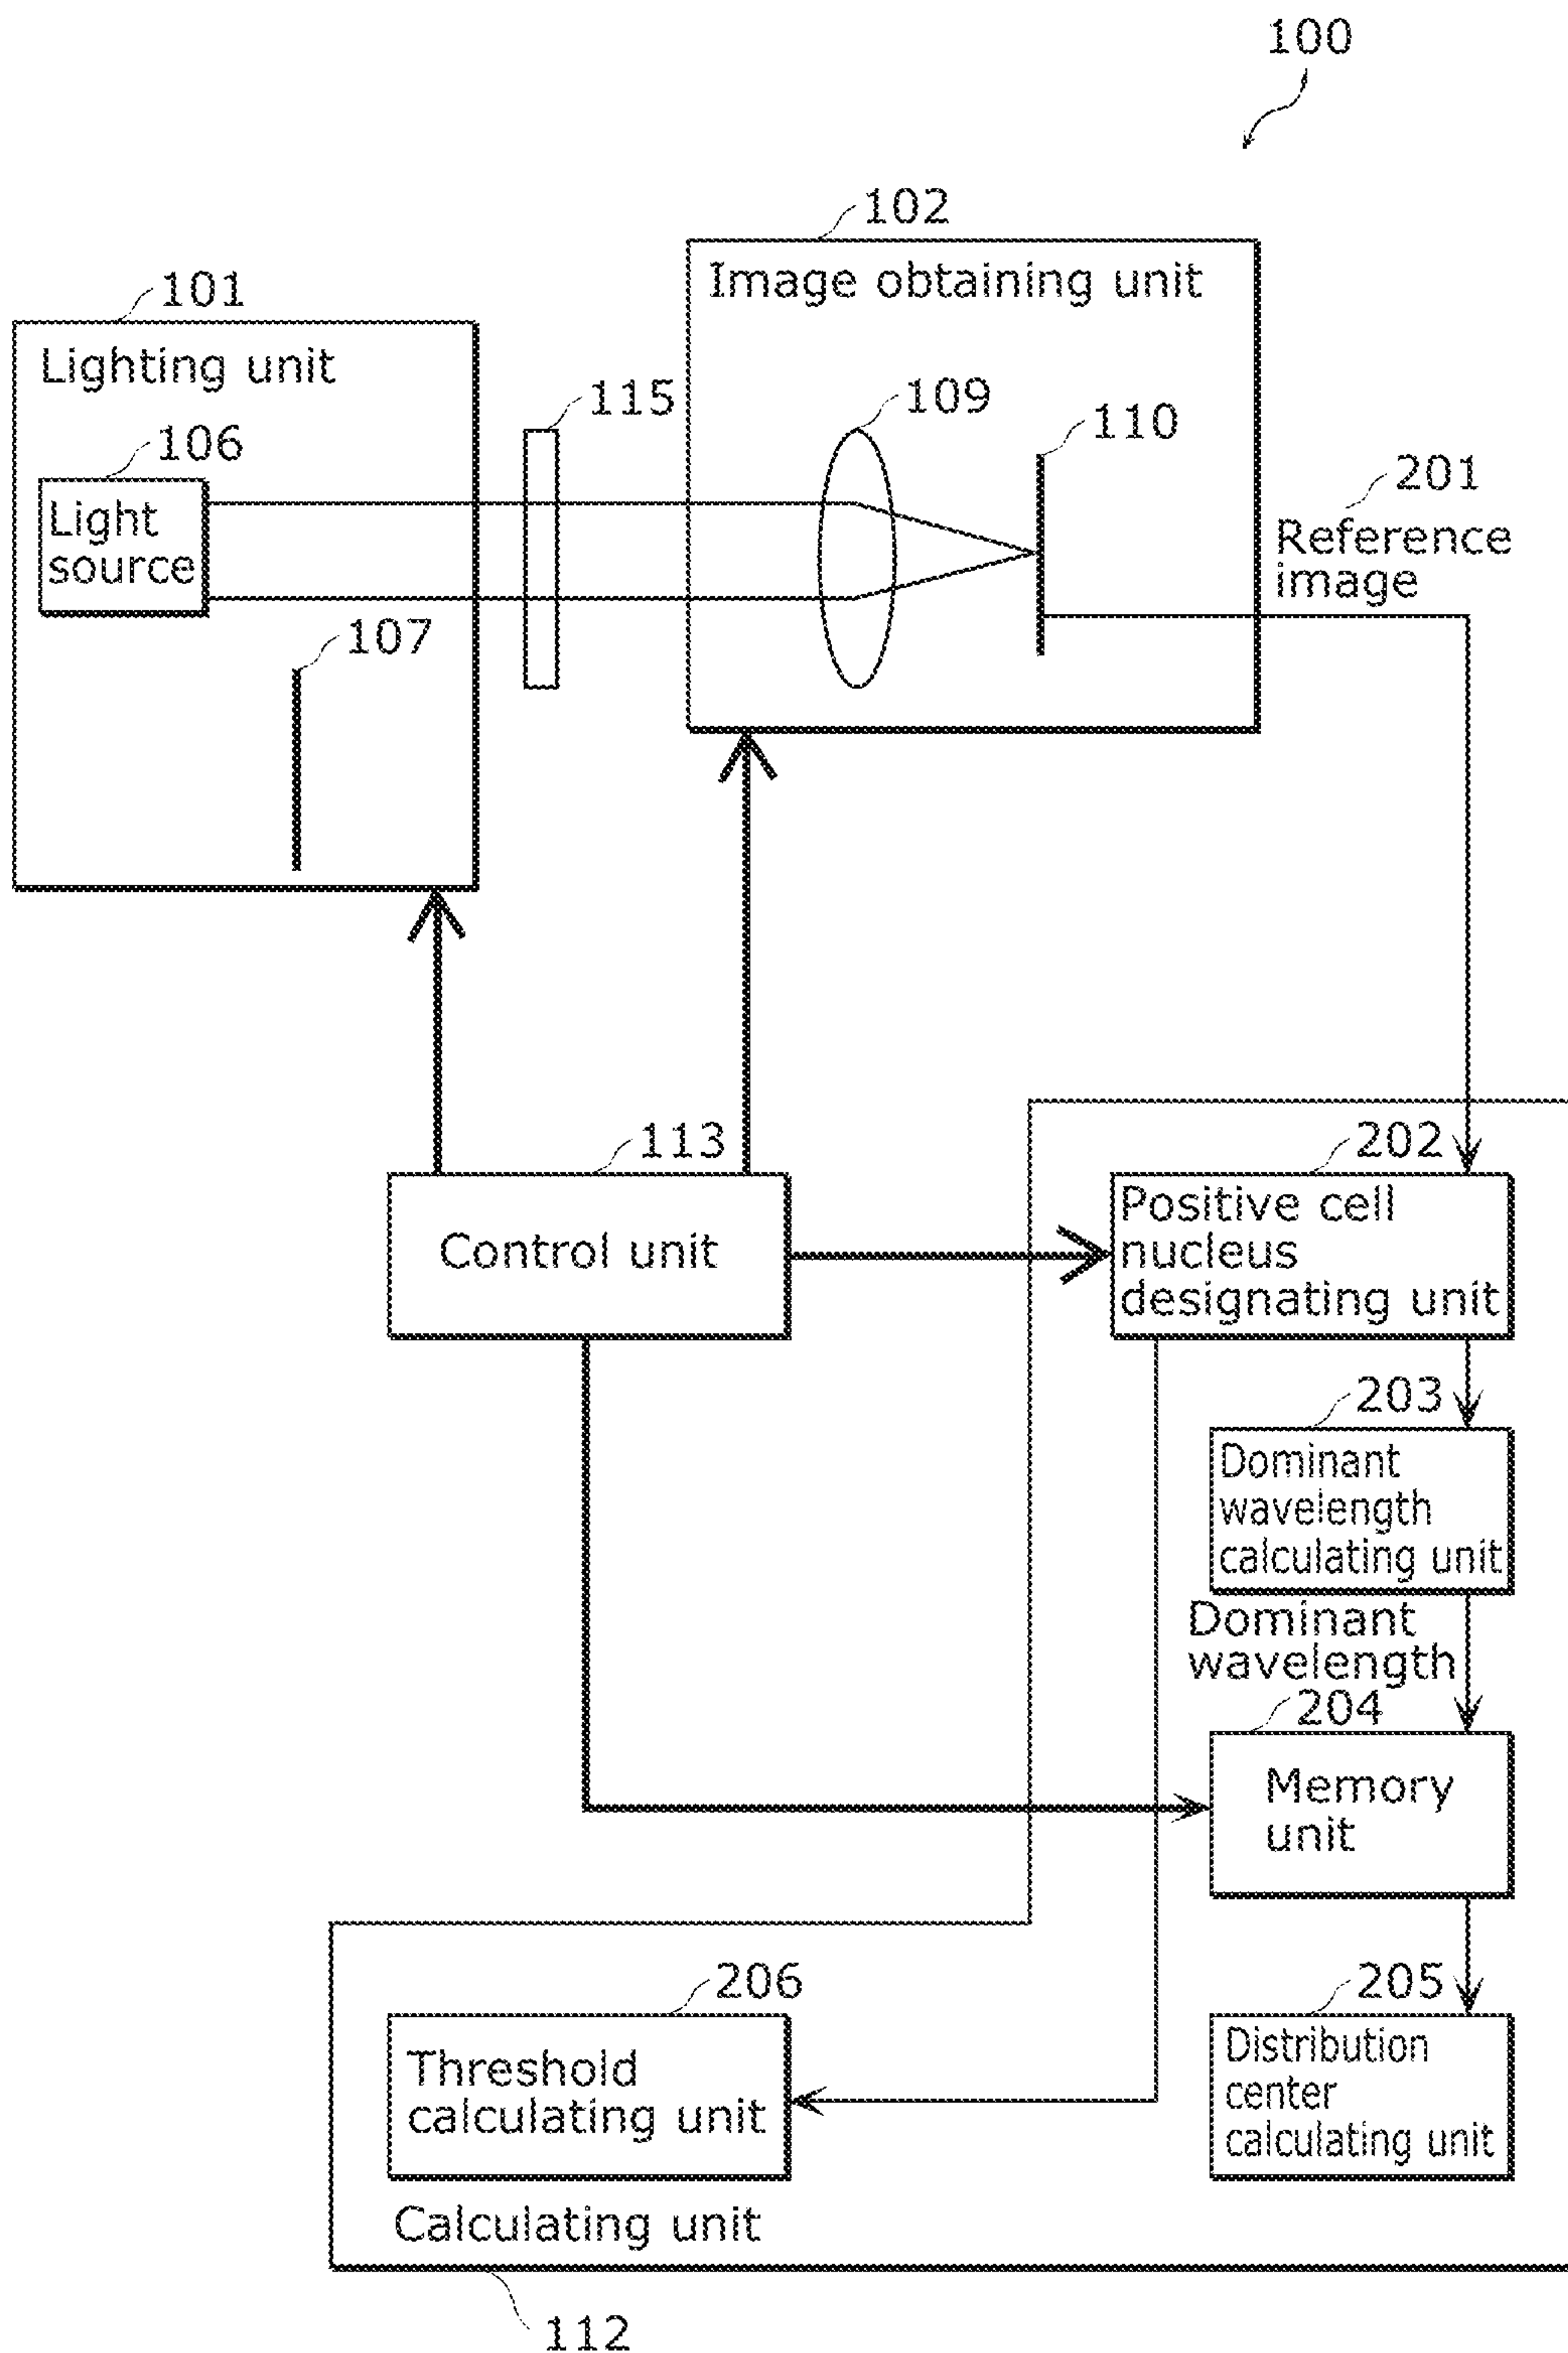 100
102
Image obtaining unit
101
Lighting unit
115
109
110
106
Light
source
201
Reference
image
107
113
Control unit
202
Positive cell
nucleus
designating unit
203
Dominant
wavelength
calculating unit
Dominant
wavelength
204
Memory
unit
206
Threshold
calculating unit
205
Distribution
center
calculating unit
Calculating unit
112